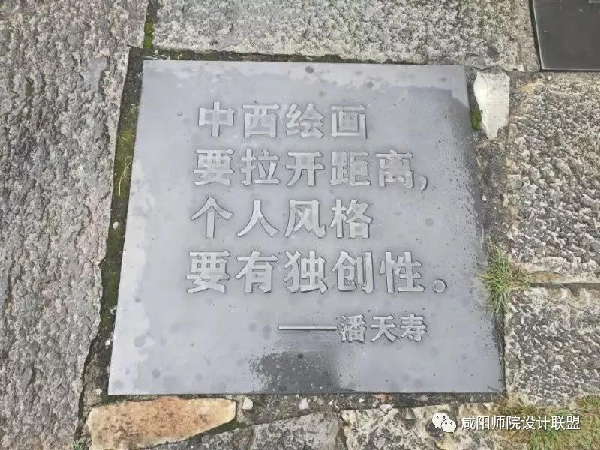 中西绘画
要拉开距离,
个人风格
要有独创性。
——潘天寿
咸阳师院设计联盟